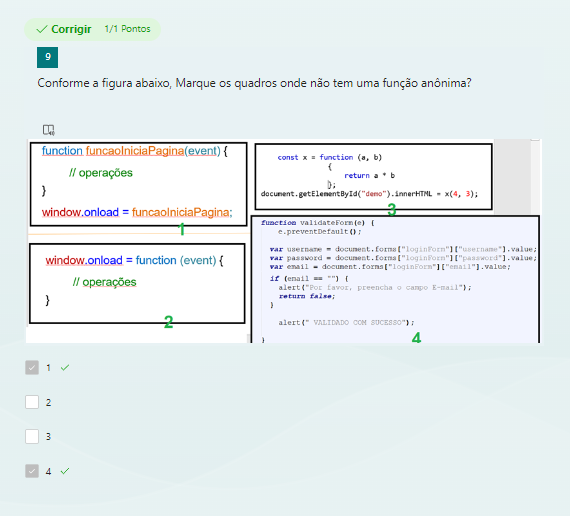 Corrigir 1/1 Pontos
9
Conforme a figura abaixo, Marque os quadros onde não tem uma função anônima?
function funcaoIniciaPagina(event) {
// operações
}
window.onload = funcaoIniciaPagina;
1
window.onload = function (event) {
// operações
}
2
const x = function (a, b)
{
return a * b
};
document.getElementById("demo").innerHTML = x(4, 3);
3
function validateForm(e) {
e.preventDefault();
var username = document.forms["loginForm"]["username"].value;
var password = document.forms["loginForm"]["password"].value;
var email = document.forms["loginForm"]["email"].value;
if (email == "") {
alert("Por favor, preencha o campo E-mail");
return false;
}
alert(" VALIDADO COM SUCESSO");
}
4
1
2
3
4